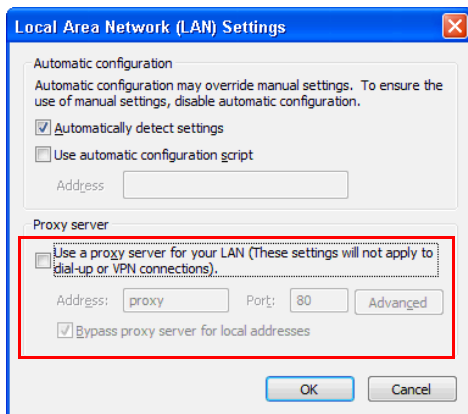 Local Area Network (LAN) Settings
Automatic configuration
Automatic configuration may override manual settings. To ensure the
use of manual settings, disable automatic configuration.
Automatically detect settings
Use automatic configuration script
Address
Proxy server
Use a proxy server for your LAN (These settings will not apply to
dial-up or VPN connections).
Address: proxy Port: 80 Advanced
Bypass proxy server for local addresses
OK Cancel